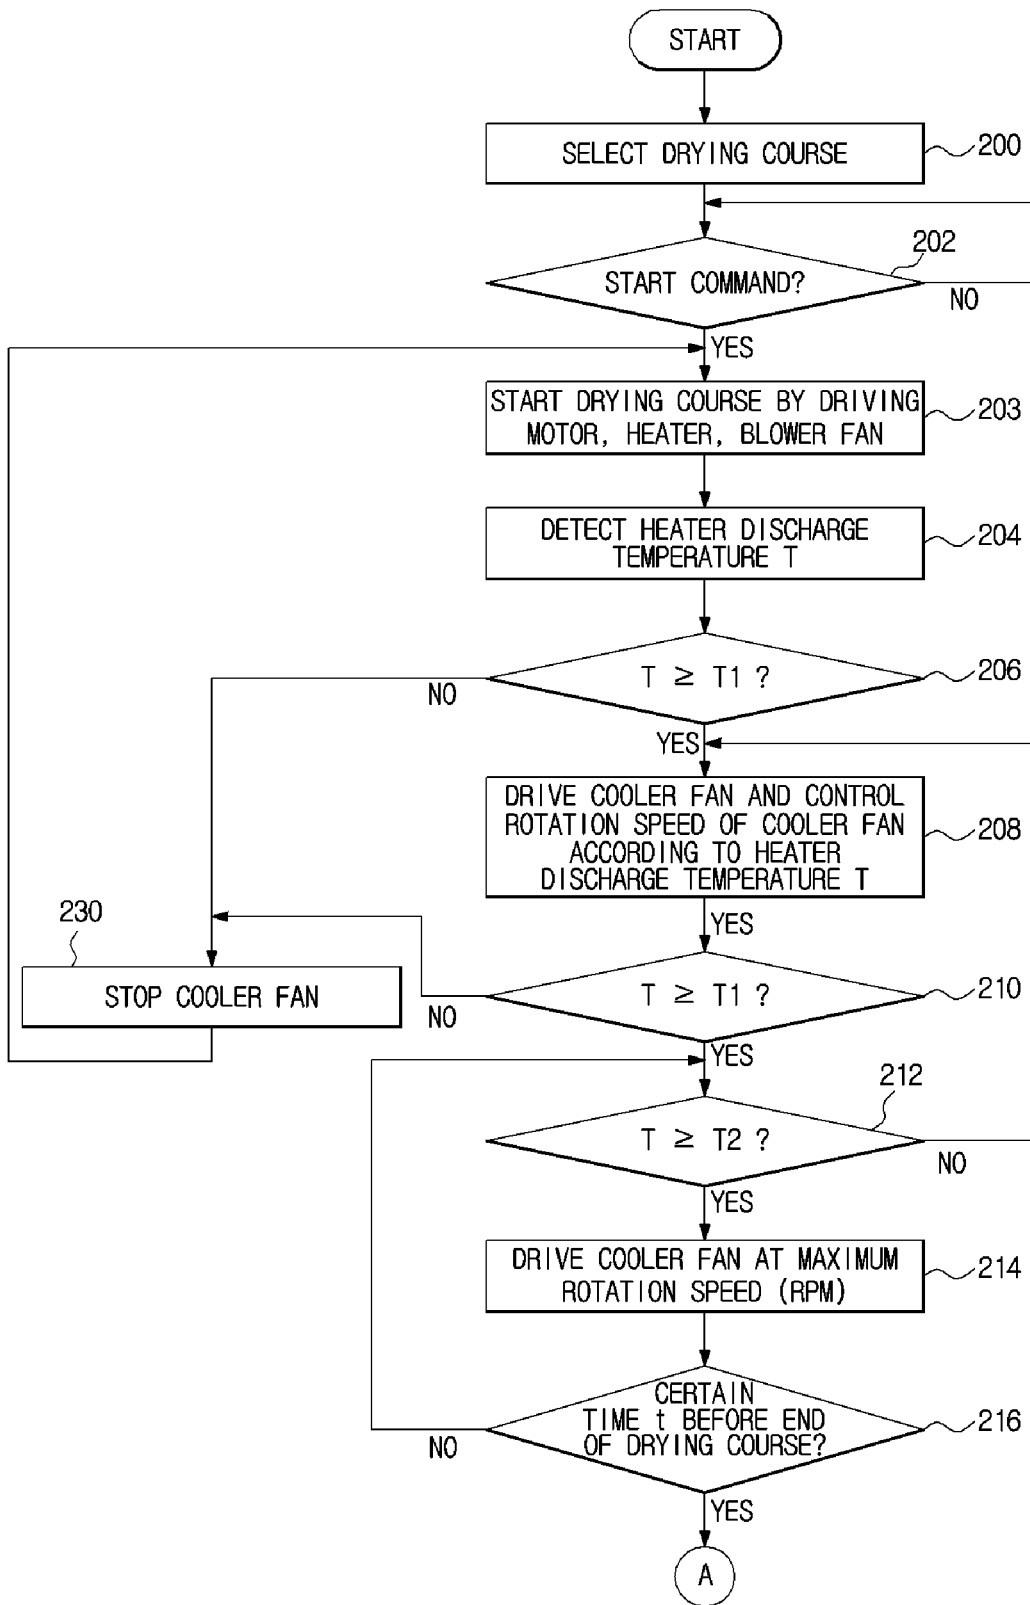 START
SELECT DRYING COURSE
200
202
START COMMAND?
NO
YES
START DRYING COURSE BY DRIVING
MOTOR, HEATER, BLOWER FAN
203
DETECT HEATER DISCHARGE
TEMPERATURE T
204
T ≥ T1 ?
206
NO
YES
DRIVE COOLER FAN AND CONTROL
ROTATION SPEED OF COOLER FAN
ACCORDING TO HEATER
DISCHARGE TEMPERATURE T
208
YES
230
STOP COOLER FAN
T ≥ T1 ?
210
NO
YES
212
T ≥ T2 ?
NO
YES
DRIVE COOLER FAN AT MAXIMUM
ROTATION SPEED (RPM)
214
CERTAIN
TIME t BEFORE END
OF DRYING COURSE?
216
NO
YES
A